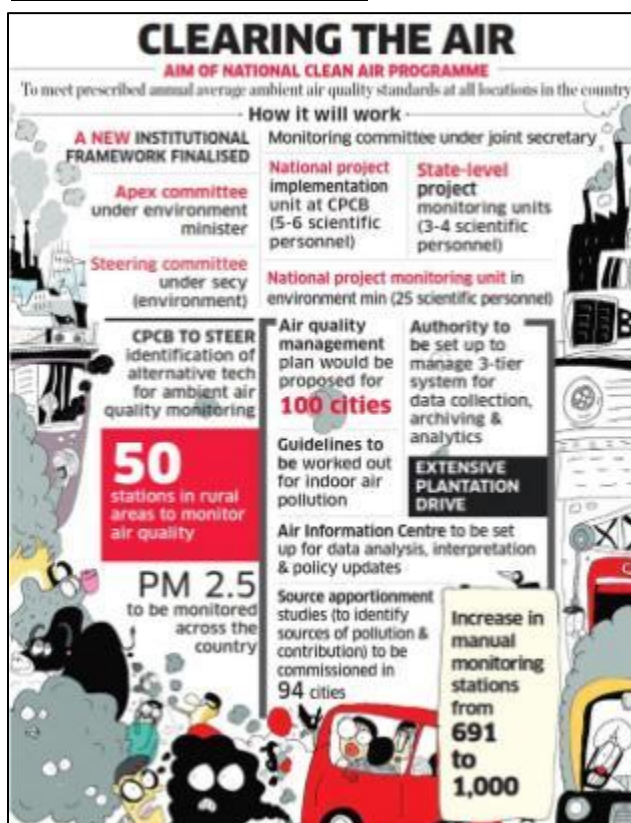 CLEARING THE AIR
AIM OF NATIONAL CLEAN AIR PROGRAMME
To meet prescribed annual average ambient air quality standards at all locations in the country
How it will work
A NEW INSTITUTIONAL
FRAMEWORK FINALISED
Apex committee
under environment
minister
Steering committee
under secy
(environment)
Monitoring committee under joint secretary
National project
implementation
unit at CPCB
(5-6 scientific
personnel)
State-level
project
monitoring units
(3-4 scientific
personnel)
National project monitoring unit in
environment min (25 scientific personnel)
CPCB TO STEER
identification of
alternative tech
for ambient air
quality monitoring
50
stations in rural
areas to monitor
air quality
PM 2.5
to be monitored
across the
country
Air quality
management
plan would be
proposed for
100 cities
Guidelines to
be worked out
for indoor air
pollution
Authority to
be set up to
manage 3-tier
system for
data collection,
archiving &
analytics
EXTENSIVE
PLANTATION
DRIVE
Air Information Centre to be set
up for data analysis, interpretation
& policy updates
Source apportionment
studies (to identify
sources of pollution &
contribution) to be
commissioned in
94 cities
Increase in
manual
monitoring
stations
from
691
to
1,000